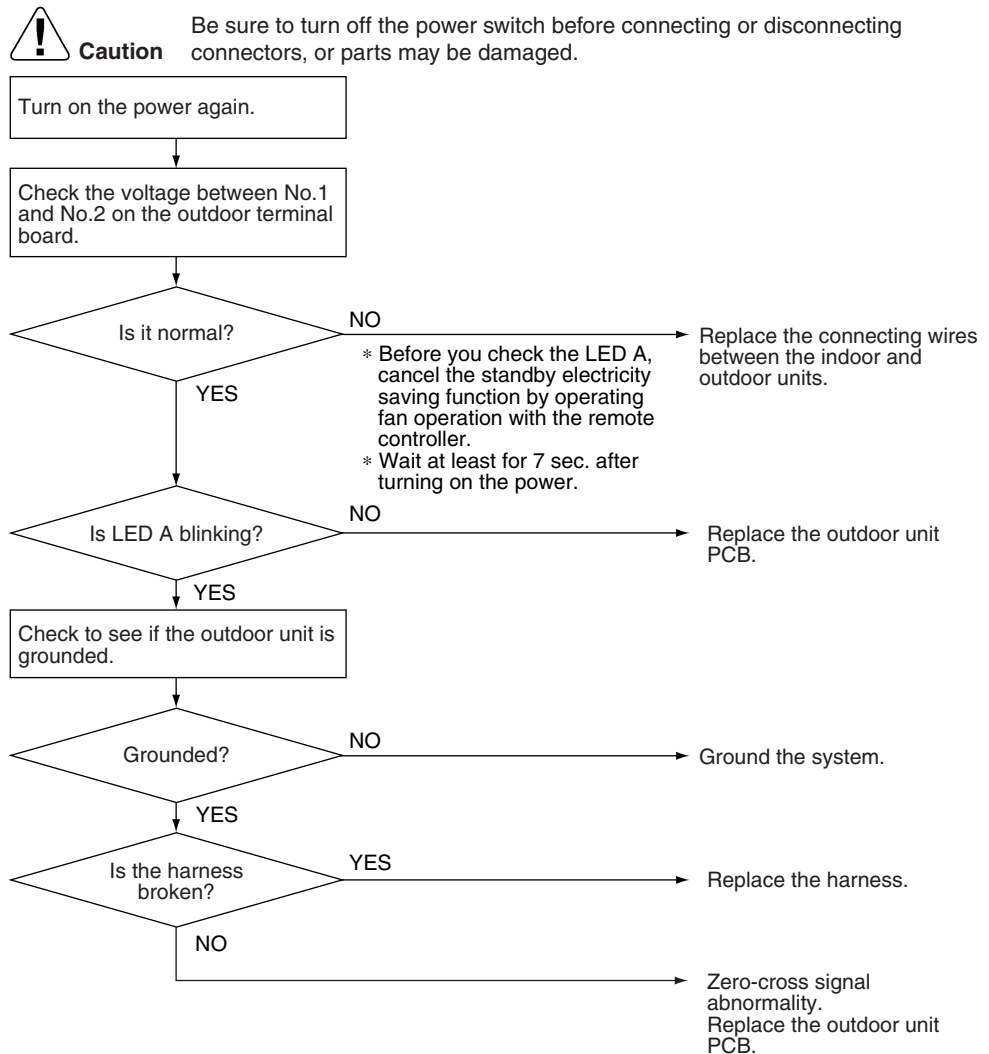 Be sure to turn off the power switch before connecting or disconnecting
Caution connectors, or parts may be damaged.
Turn on the power again.
Check the voltage between No.1
and No.2 on the outdoor terminal
board.
Is it normal?
NO
Replace the connecting wires
between the indoor and
outdoor units.
∗ Before you check the LED A,
cancel the standby electricity
saving function by operating
fan operation with the remote
controller.
∗ Wait at least for 7 sec. after
turning on the power.
YES
Is LED A blinking?
NO
Replace the outdoor unit
PCB.
YES
Check to see if the outdoor unit is
grounded.
Grounded?
NO
Ground the system.
YES
Is the harness
broken?
YES
Replace the harness.
NO
Zero-cross signal
abnormality.
Replace the outdoor unit
PCB.